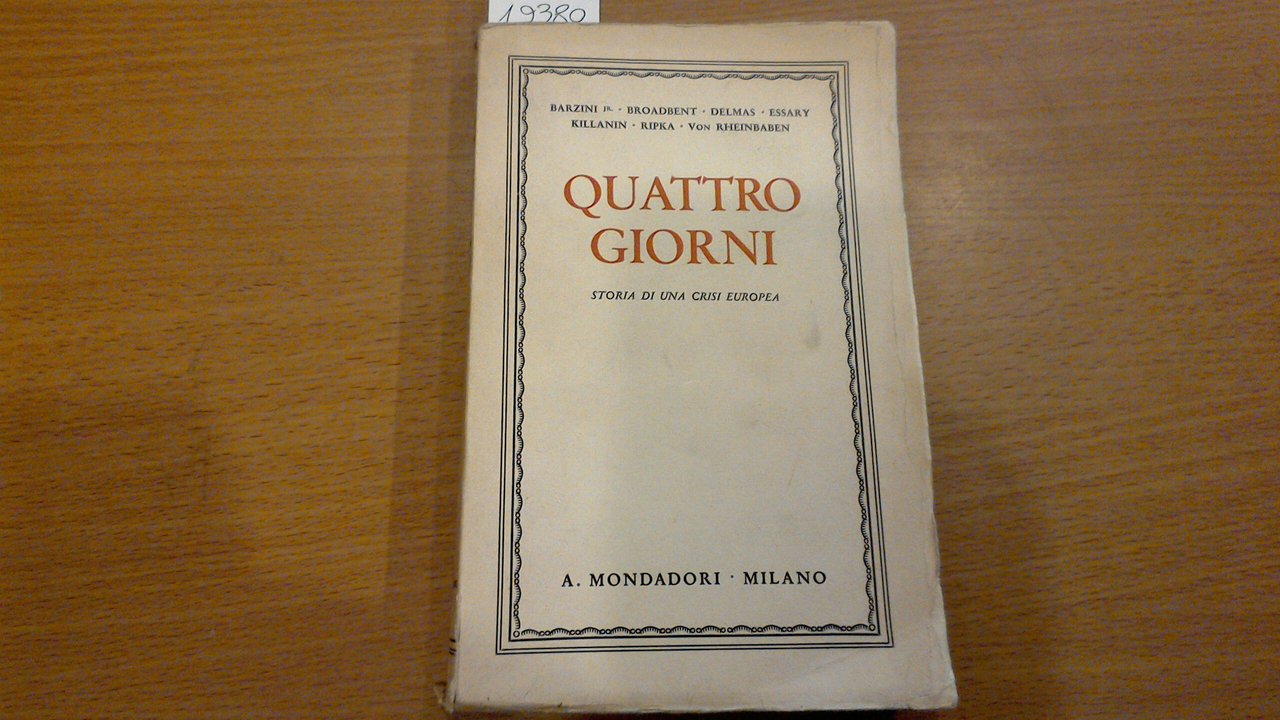 19380
BARZINI JR. · BROADBENT · DELMAS · ESSARY
KILLANIN · RIPKA · VON RHEINBABEN
QUATTRO
GIORNI
STORIA DI UNA CRISI EUROPEA
A. MONDADORI · MILANO